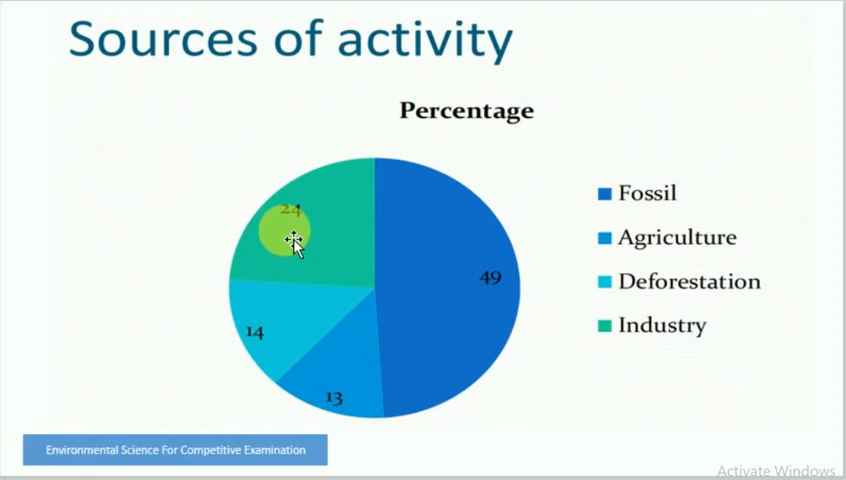 Sources of activity
Percentage
24
49
14
13
Fossil
Agriculture
Deforestation
Industry
Environmental Science For Competitive Examination
Activate Windows